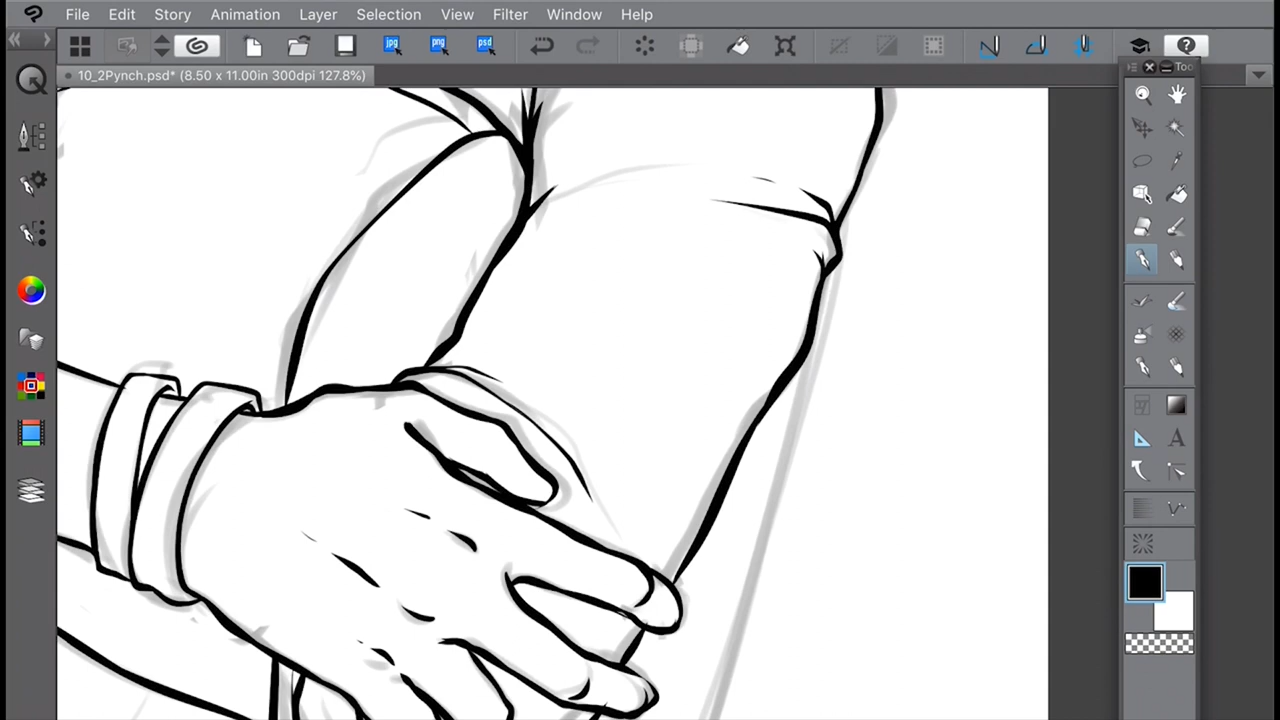 File Edit Story Animation Layer Selection View Filter Window Help
jpg png psd
10_2Pynch.psd* (8.50 x 11.00in 300dpi 127.8%)
Too
A